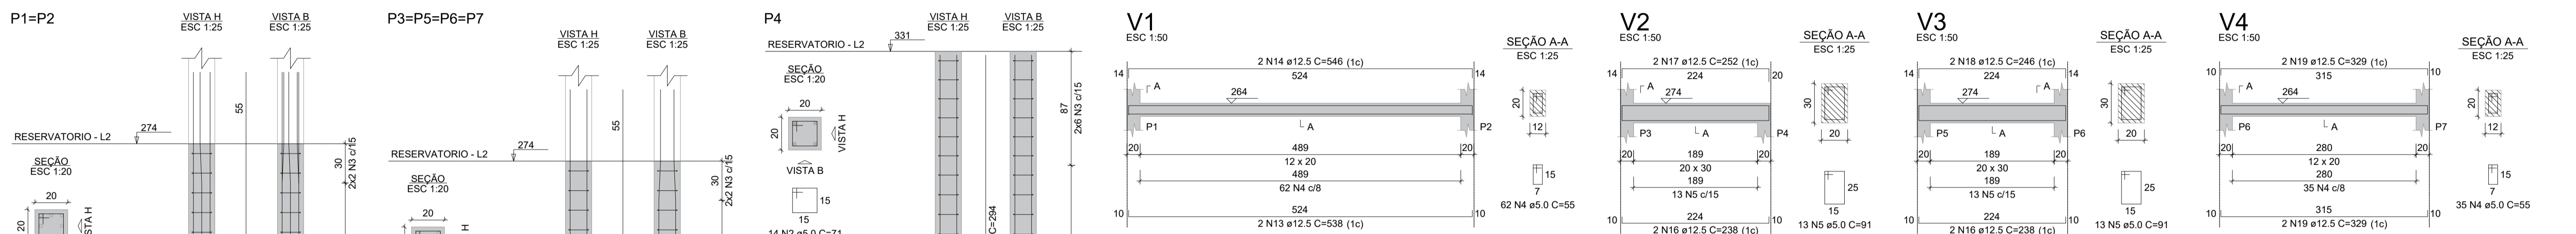 P1=P2
VISTA H
ESC 1:25
VISTA B
ESC 1:25
55
RESERVATORIO - L2
274
SEÇÃO
ESC 1:20
20
20
30
2x2 N3 c/15
P3=P5=P6=P7
VISTA H
ESC 1:25
VISTA B
ESC 1:25
55
RESERVATORIO - L2
274
SEÇÃO
ESC 1:20
20
30
2x2 N3 c/15
P4
VISTA H
ESC 1:25
VISTA B
ESC 1:25
RESERVATORIO - L2
331
SEÇÃO
ESC 1:20
20
20
VISTA H
VISTA B
15
15
14 N2 ø5.0 C=71
C=294
87
2x6 N3 c/15
V1
ESC 1:50
2 N14 ø12.5 C=546 (1c)
14
524
14
A
264
P1
A
P2
20
489
20
12 x 20
489
62 N4 c/8
10
524
10
2 N13 ø12.5 C=538 (1c)
SEÇÃO A-A
ESC 1:25
20
12
15
7
62 N4 ø5.0 C=55
V2
ESC 1:50
2 N17 ø12.5 C=252 (1c)
14
224
20
A
274
P3
A
P4
20
189
20
20 x 30
189
13 N5 c/15
10
224
10
2 N16 ø12.5 C=238 (1c)
SEÇÃO A-A
ESC 1:25
30
20
25
15
13 N5 ø5.0 C=91
V3
ESC 1:50
2 N18 ø12.5 C=246 (1c)
14
224
14
A
274
P5
A
P6
20
189
20
20 x 30
189
13 N5 c/15
10
224
10
2 N16 ø12.5 C=238 (1c)
SEÇÃO A-A
ESC 1:25
30
20
25
15
13 N5 ø5.0 C=91
V4
ESC 1:50
2 N19 ø12.5 C=329 (1c)
10
315
10
A
264
P6
A
P7
20
280
20
12 x 20
280
35 N4 c/8
10
315
10
2 N19 ø12.5 C=329 (1c)
SEÇÃO A-A
ESC 1:25
20
12
15
7
35 N4 ø5.0 C=55